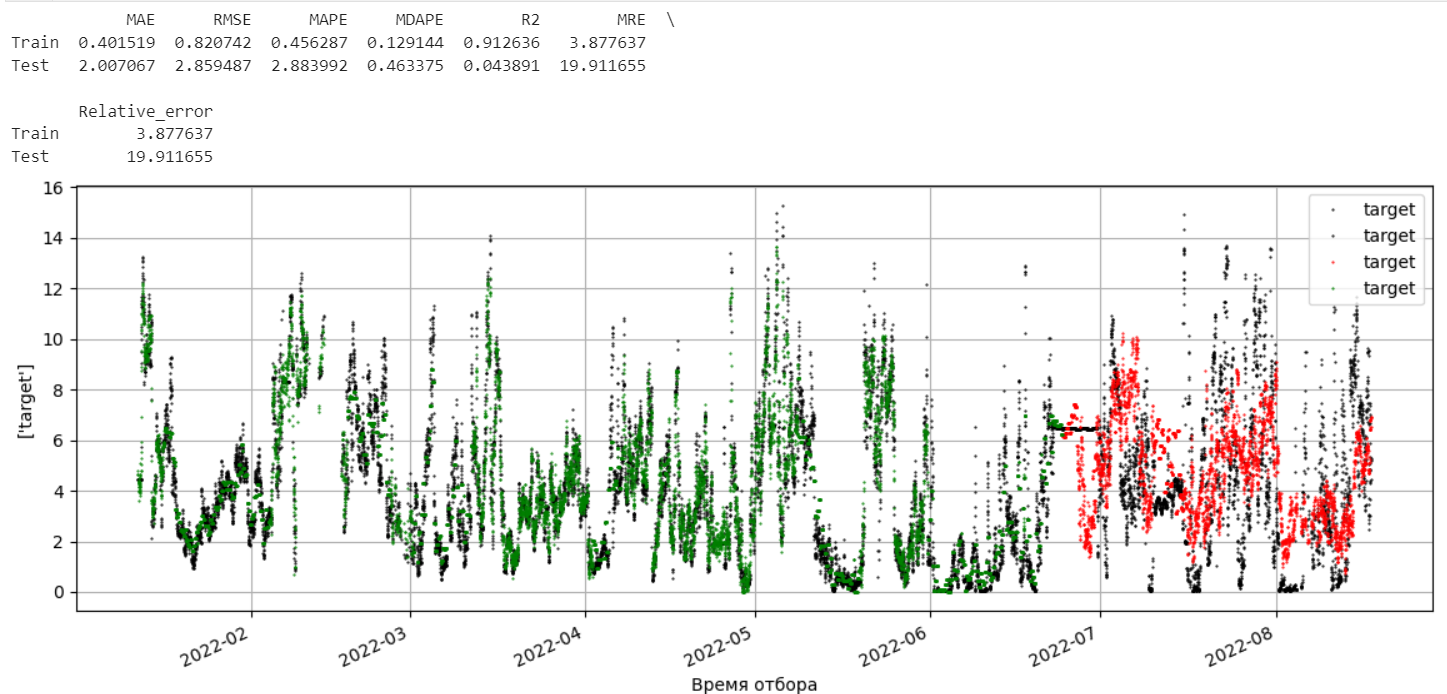 MAE RMSE MAPE MDAPE R2 MRE \
Train 0.401519 0.820742 0.456287 0.129144 0.912636 3.877637
Test 2.007067 2.859487 2.883992 0.463375 0.043891 19.911655
Relative_error
Train 3.877637
Test 19.911655
16
14
12
10
8
6
4
2
0
['target']
target
target
target
target
2022-02
2022-03
2022-04
2022-05
2022-06
2022-07
2022-08
Время отбора